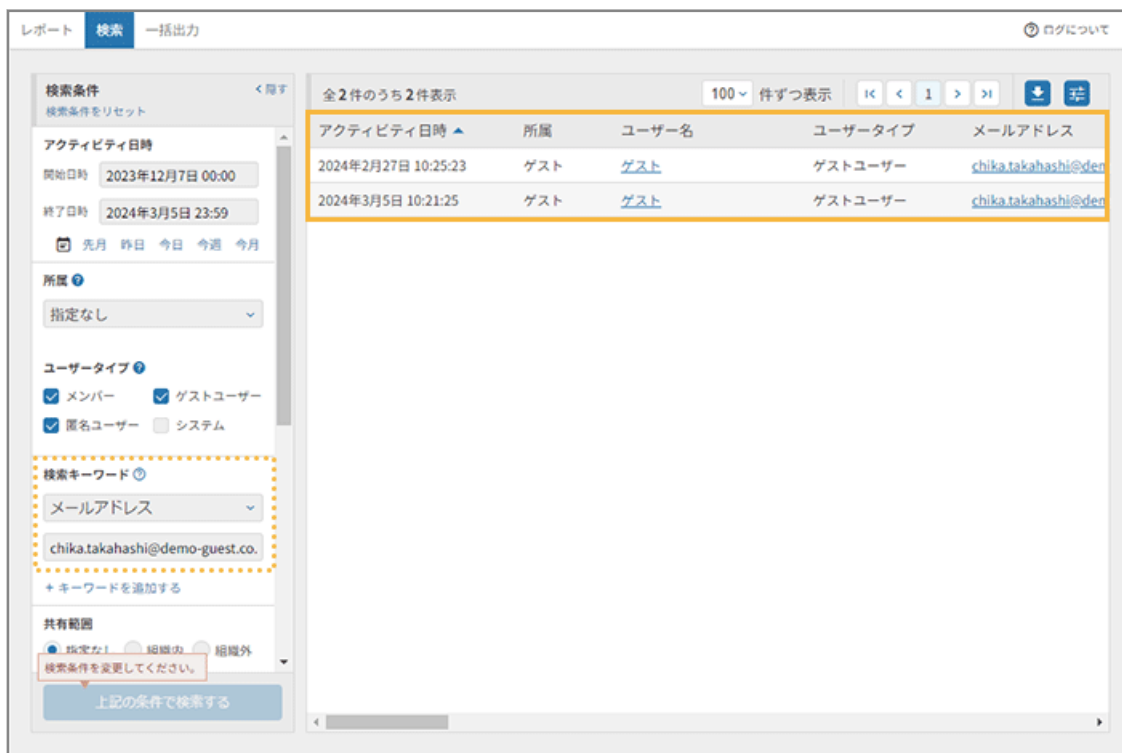 レポート 検索 一括出力 ログについて
検索条件 隠す
検索条件をリセット
アクティビティ日時
開始日時 2023年12月7日 00:00
終了日時 2024年3月5日 23:59
先月 昨日 今日 今週 今月
所属
指定なし
ユーザータイプ
メンバー ゲストユーザー
匿名ユーザー システム
検索キーワード
メールアドレス
chika.takahashi@demo-guest.co.
+ キーワードを追加する
共有範囲
指定なし 組織内 組織外
検索条件を変更してください。
上記の条件で検索する
全2件のうち2件表示 100 件ずつ表示 1
アクティビティ日時 所属 ユーザー名 ユーザータイプ メールアドレス
2024年2月27日 10:25:23 ゲスト ゲスト ゲストユーザー chika.takahashi@den
2024年3月5日 10:21:25 ゲスト ゲスト ゲストユーザー chika.takahashi@den